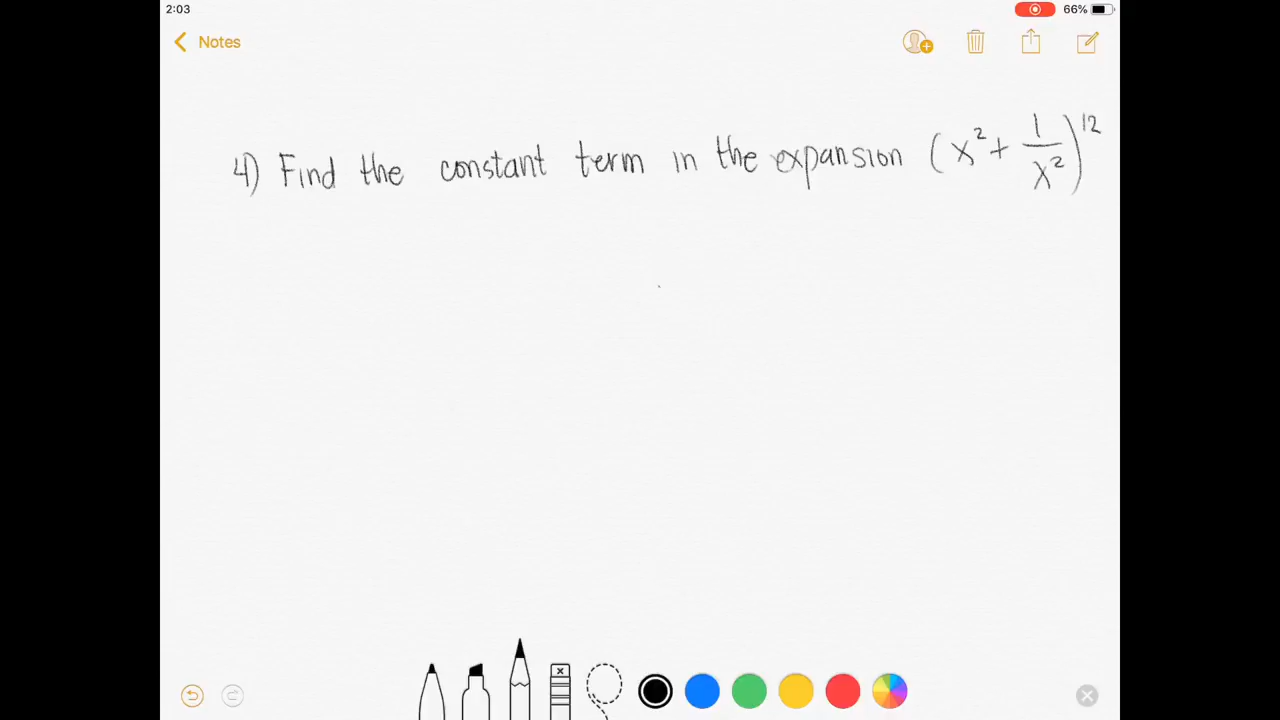 2:03 66%
Notes
4) Find the constant term in the expansion (x² + 1/x²)¹²